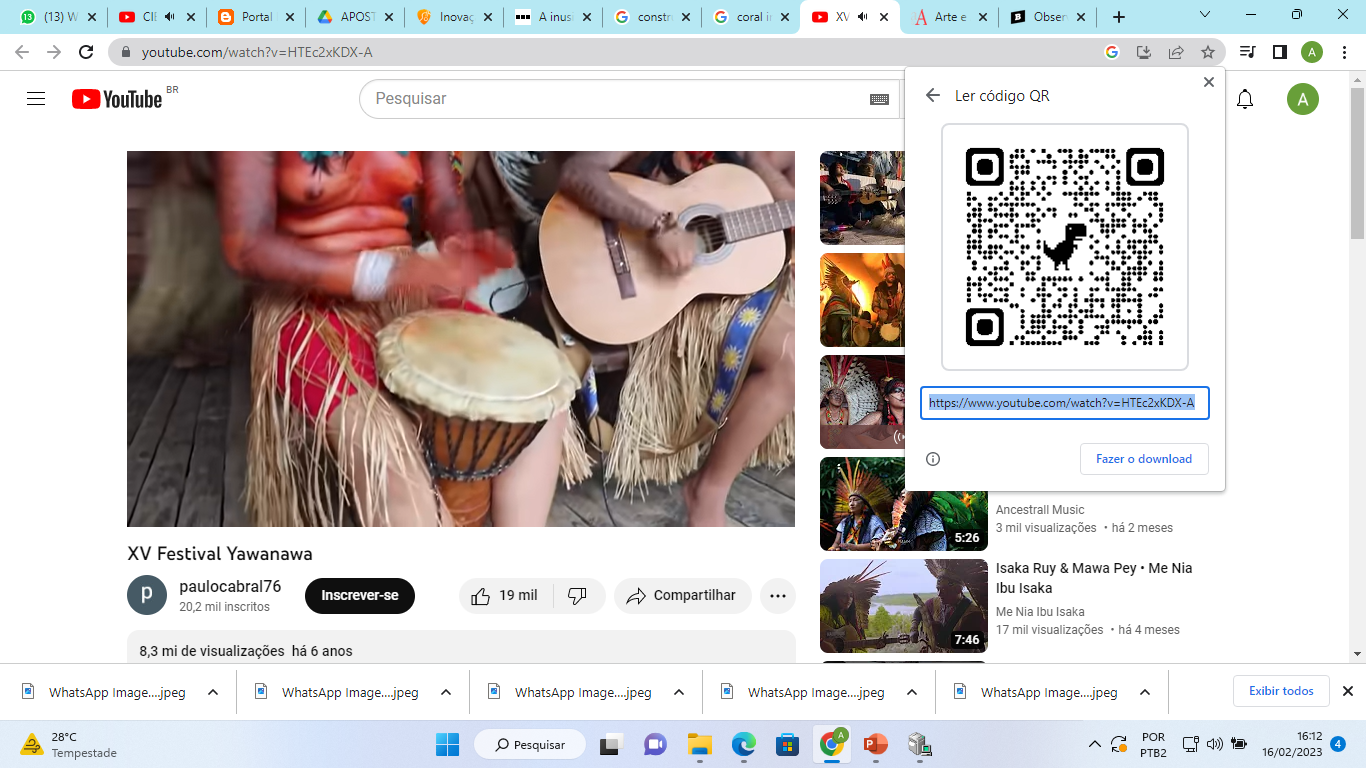 (13) W
CIE
Portal
APOST
Inovaç
A inus
constr
coral in
XV
Arte e
Obser
youtube.com/watch?v=HTEc2xKDX-A
A
YouTube BR
Pesquisar
A
Ler código QR
https://www.youtube.com/watch?v=HTEc2xKDX-A
Fazer o download
XV Festival Yawanawa
p
paulocabral76
20,2 mil inscritos
Inscrever-se
19 mil
Compartilhar
8,3 mi de visualizações há 6 anos
5:26
Ancestrall Music
3 mil visualizações • há 2 meses
7:46
Isaka Ruy & Mawa Pey • Me Nia
Ibu Isaka
Me Nia Ibu Isaka
17 mil visualizações • há 4 meses
WhatsApp Image....jpeg
WhatsApp Image....jpeg
WhatsApp Image....jpeg
WhatsApp Image....jpeg
WhatsApp Image....jpeg
Exibir todos
28°C
Tempestade
Pesquisar
A
POR
PTB2
16:12
16/02/2023
4